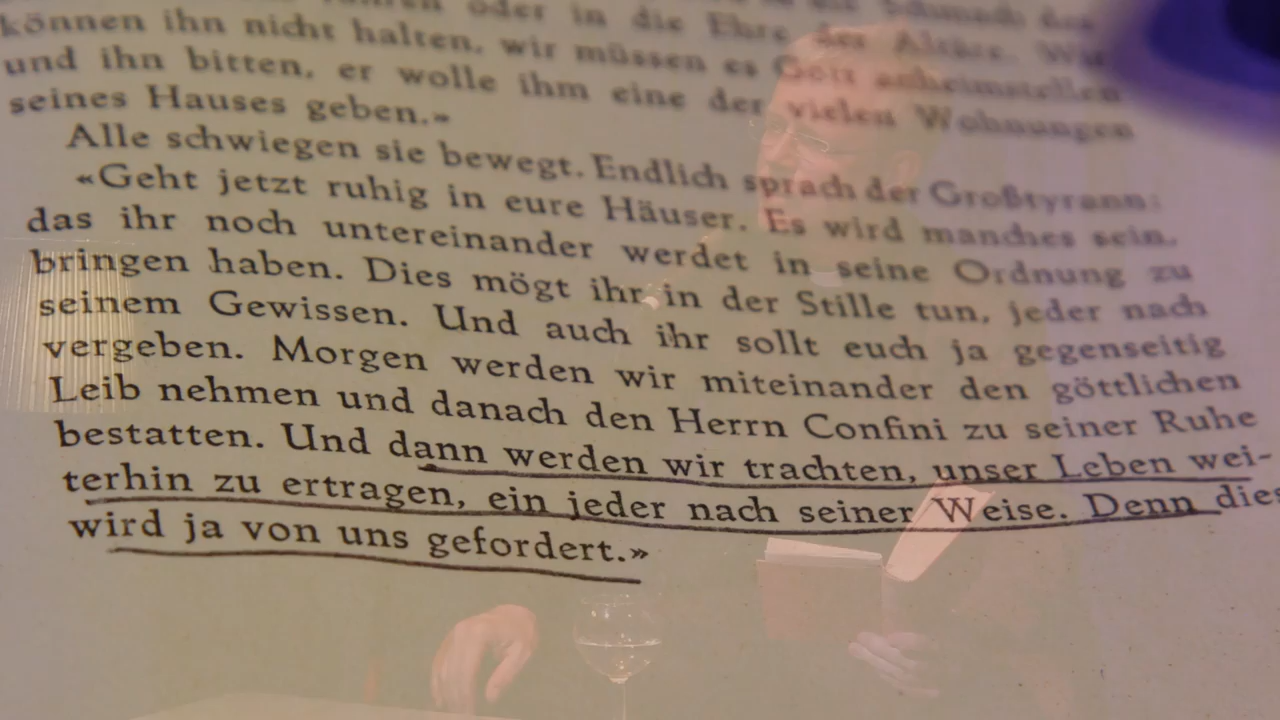 oder in die
können ihn nicht halten, wir müssen es Gott anheimstellen
und ihn bitten, er wolle ihm eine der vielen Wohnungen
seines Hauses geben.»
Alle schwiegen sie bewegt. Endlich sprach der Großtyrann:
«Geht jetzt ruhig in eure Häuser. Es wird manches sein,
das ihr noch untereinander werdet in seine Ordnung zu
bringen haben. Dies mögt ihr in der Stille tun, jeder nach
seinem Gewissen. Und auch ihr sollt euch ja gegenseitig
vergeben. Morgen werden wir miteinander den göttlichen
Leib nehmen und danach den Herrn Confini zu seiner Ruhe
bestatten. Und dann werden wir trachten, unser Leben wei-
terhin zu ertragen, ein jeder nach seiner Weise. Denn dies
wird ja von uns gefordert.»